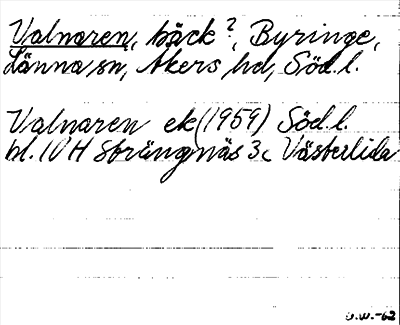 Valnaren, bäck?, Byringe,
Länna sn, Åkers hd, Söd.l.
Valnaren ek (1959) Söd.l.
bl. 10 H Strängnäs 3c Västerlida
O.W.-62